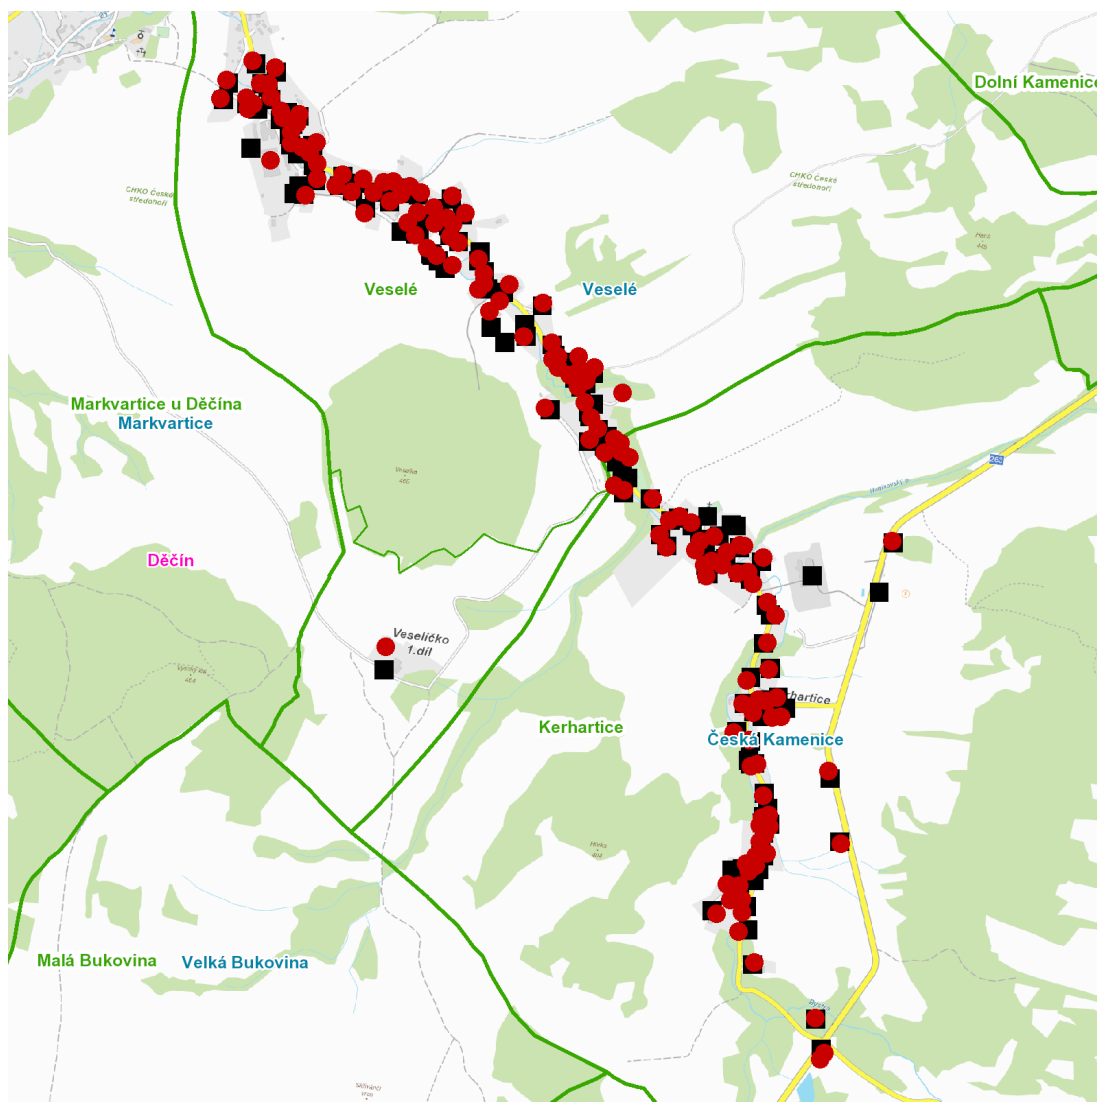 Dolní Kamenice
CHKO České
středohoří
CHKO České
středohoří
Veselé
Veselé
Markvartice u Děčína
Markvartice
263
Děčín
Veselíčko
1.díl
Kerhartice
Česká Kamenice
Malá Bukovina
Velká Bukovina
Bystrá